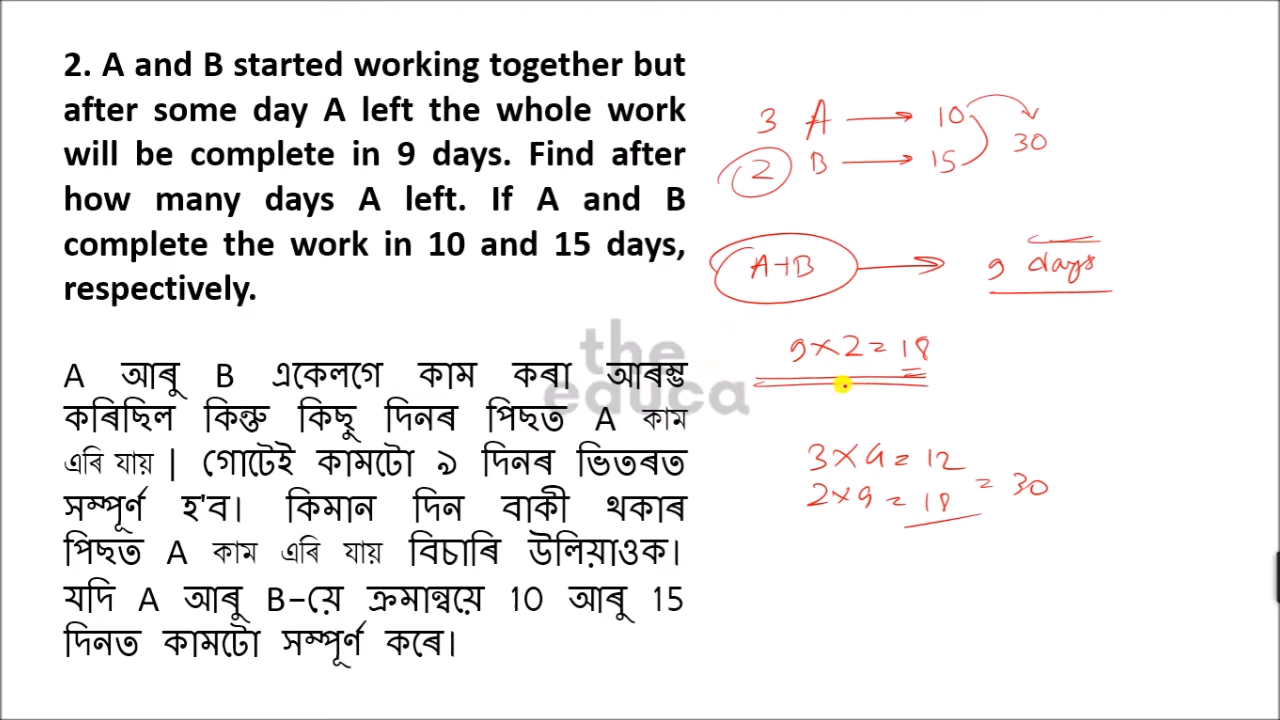 2. A and B started working together but
after some day A left the whole work
will be complete in 9 days. Find after
how many days A left. If A and B
complete the work in 10 and 15 days,
respectively.
A আৰু B একেলগে কাম কৰা আৰম্ভ
কৰিছিল কিন্তু কিছু দিনৰ পিছত A কাম
এৰি যায় | গোটেই কামটো ৯ দিনৰ ভিতৰত
সম্পূৰ্ণ হ'ব। কিমান দিন বাকী থকাৰ
পিছত A কাম এৰি যায় বিচাৰি উলিয়াওক।
যদি A আৰু B-য়ে ক্ৰমান্বয়ে 10 আৰু 15
দিনত কামটো সম্পূৰ্ণ কৰে।
the
educa
3 A → 10
30
2 B → 15
A+B → 9 days
9 × 2 = 18
3 × 4 = 12
2 × 9 = 18 = 30